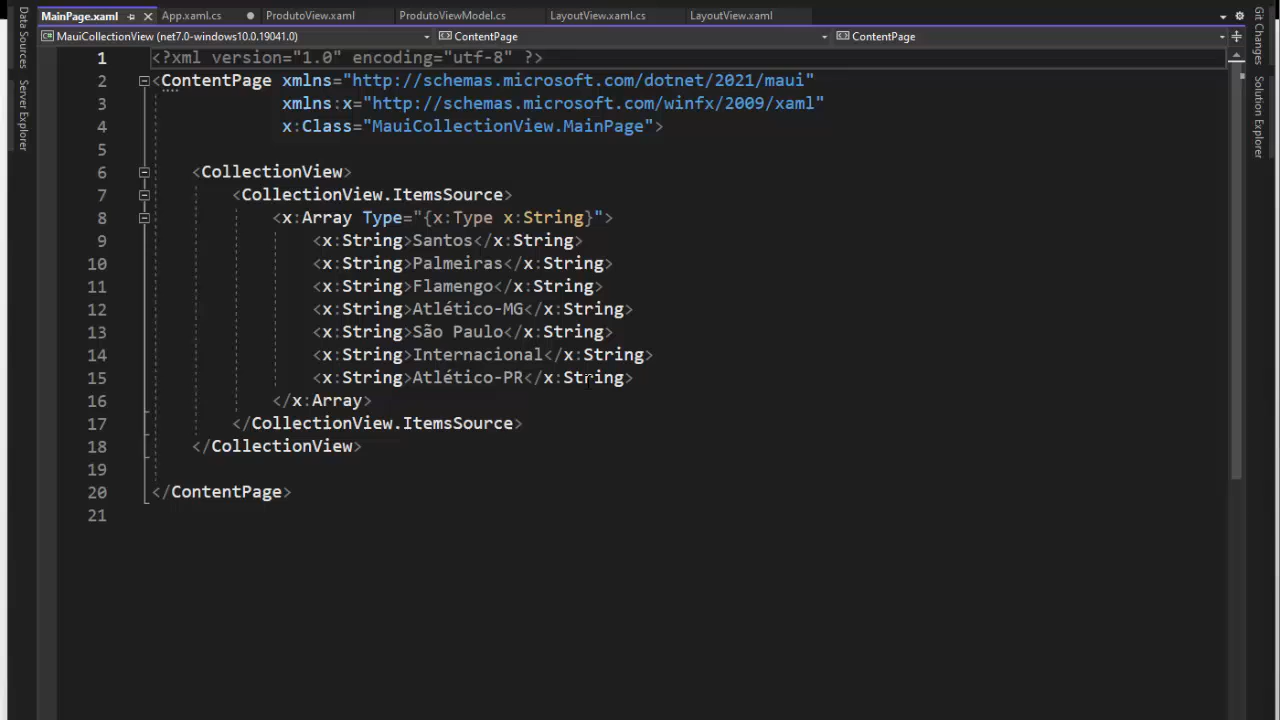 MainPage.xaml App.xaml.cs ProdutoView.xaml ProdutoViewModel.cs LayoutView.xaml.cs LayoutView.xaml
MauiCollectionView (net7.0-windows10.0.19041.0) ContentPage ContentPage
Data Sources
Server Explorer
Git Changes
Solution Explorer
1 <?xml version="1.0" encoding="utf-8" ?>
2 <ContentPage xmlns="http://schemas.microsoft.com/dotnet/2021/maui"
3 xmlns:x="http://schemas.microsoft.com/winfx/2009/xaml"
4 x:Class="MauiCollectionView.MainPage">
5
6 <CollectionView>
7 <CollectionView.ItemsSource>
8 <x:Array Type="{x:Type x:String}">
9 <x:String>Santos</x:String>
10 <x:String>Palmeiras</x:String>
11 <x:String>Flamengo</x:String>
12 <x:String>Atlético-MG</x:String>
13 <x:String>São Paulo</x:String>
14 <x:String>Internacional</x:String>
15 <x:String>Atlético-PR</x:String>
16 </x:Array>
17 </CollectionView.ItemsSource>
18 </CollectionView>
19
20 </ContentPage>
21